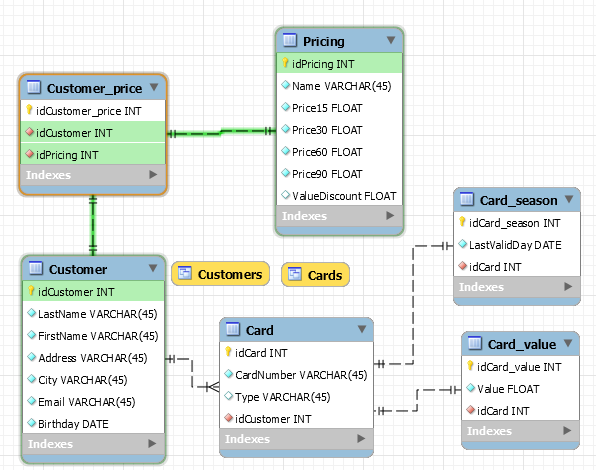 Pricing
idPricing INT
Name VARCHAR(45)
Price15 FLOAT
Price30 FLOAT
Price60 FLOAT
Price90 FLOAT
ValueDiscount FLOAT
Indexes
Customer_price
idCustomer_price INT
idCustomer INT
idPricing INT
Indexes
Card_season
idCard_season INT
LastValidDay DATE
idCard INT
Indexes
Customer
idCustomer INT
LastName VARCHAR(45)
FirstName VARCHAR(45)
Address VARCHAR(45)
City VARCHAR(45)
Email VARCHAR(45)
Birthday DATE
Indexes
Customers
Cards
Card
idCard INT
CardNumber VARCHAR(45)
Type VARCHAR(45)
idCustomer INT
Indexes
Card_value
idCard_value INT
Value FLOAT
idCard INT
Indexes